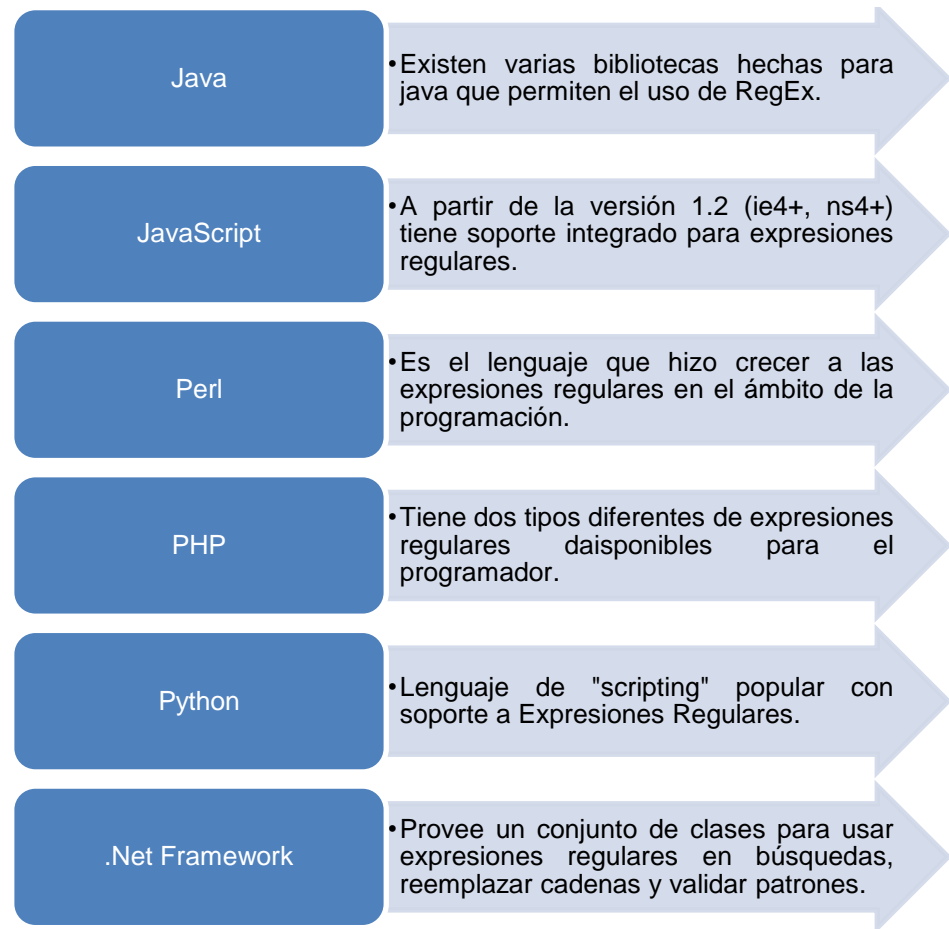 Java
•Existen varias bibliotecas hechas para
java que permiten el uso de RegEx.
JavaScript
•A partir de la versión 1.2 (ie4+, ns4+)
tiene soporte integrado para expresiones
regulares.
Perl
•Es el lenguaje que hizo crecer a las
expresiones regulares en el ámbito de la
programación.
PHP
•Tiene dos tipos diferentes de expresiones
regulares daisponibles para el
programador.
Python
•Lenguaje de "scripting" popular con
soporte a Expresiones Regulares.
.Net Framework
•Provee un conjunto de clases para usar
expresiones regulares en búsquedas,
reemplazar cadenas y validar patrones.